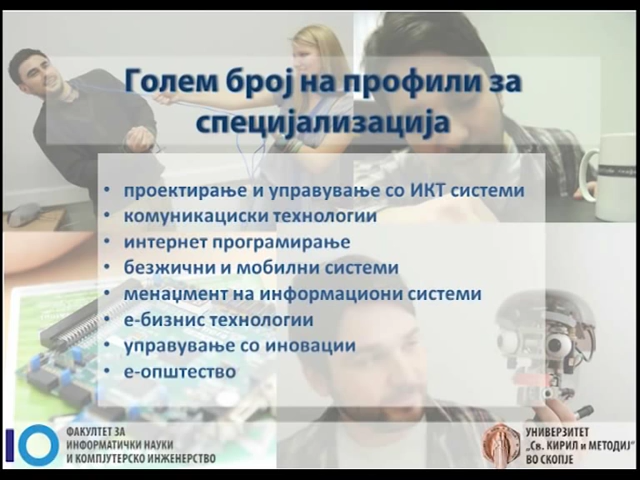 Голем број на профили за
специјализација
• проектирање и управување со ИКТ системи
• комуникациски технологии
• интернет програмирање
• безжични и мобилни системи
• менаџмент на информациони системи
• е-бизнис технологии
• управување со иновации
• е-општество
ФАКУЛТЕТ ЗА
ИНФОРМАТИЧКИ НАУКИ
И КОМПЈУТЕРСКО ИНЖЕНЕРСТВО
УНИВЕРЗИТЕТ
„Св. КИРИЛ и МЕТОДИЈ"
ВО СКОПЈЕ